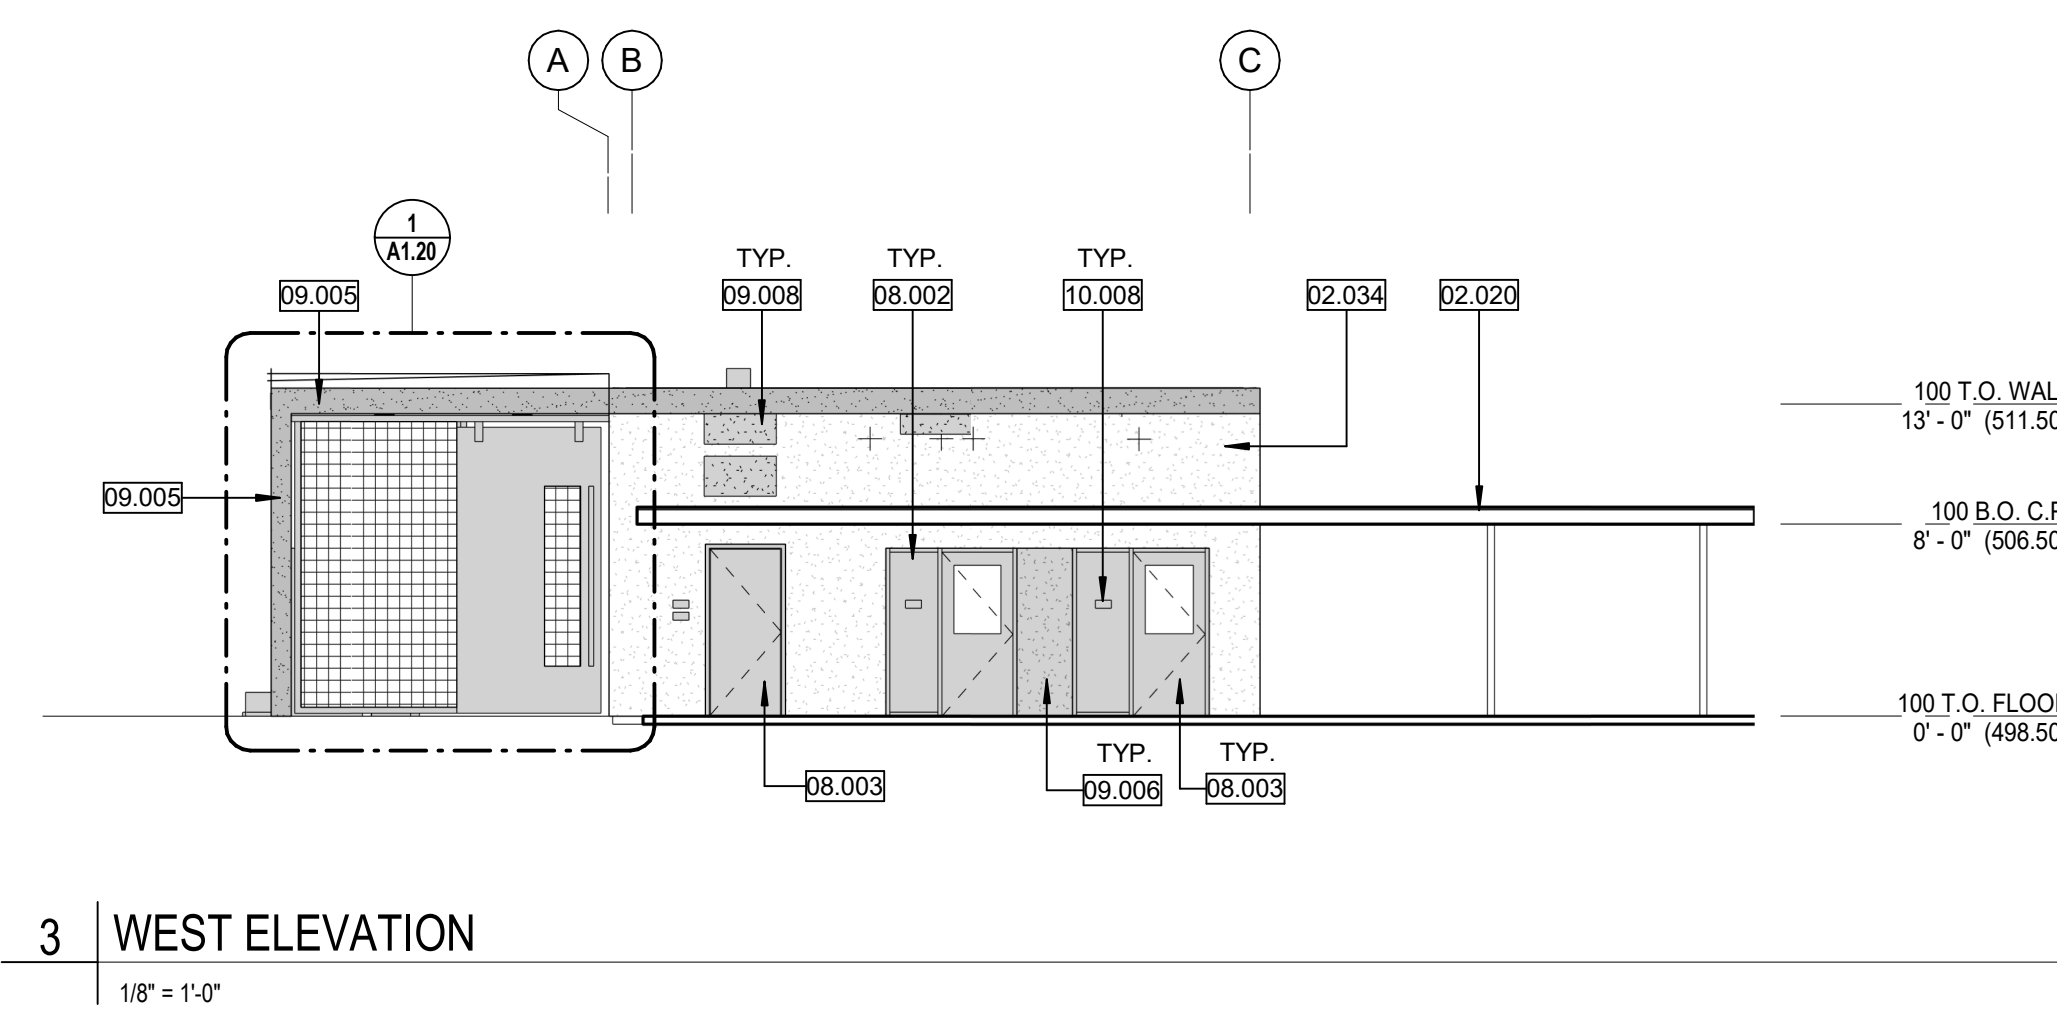 A
B
C
1
A1.20
TYP.
TYP.
TYP.
09.005
09.008
08.002
10.008
02.034
02.020
100 T.O. WAL
13' - 0" (511.50
09.005
100 B.O. C.
8' - 0" (506.50
100 T.O. FLOO
0' - 0" (498.50
TYP.
TYP.
08.003
09.006
08.003
3
WEST ELEVATION
1/8" = 1'-0"